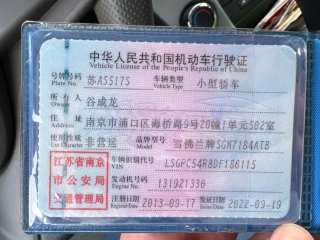 中华人民共和国机动车行驶证
Vehicle License of the People's Republic of China
号牌号码 苏AS517S 车辆类型 小型轿车
Plate No. Vehicle Type
所有人 谷成龙
Owner
住址 南京市浦口区海桥路9号20幢1单元502室
Address
使用性质 非营运 品牌型号 雪佛兰牌SGM7184ATB
Use Character Model
江苏省南京
市公安局
交通管理局
车辆识别代号 LSGPC54R8DF186115
VIN
发动机号码 131921330
Engine No.
注册日期 2013-09-17 发证日期 2022-09-19
Register Date Issue Date